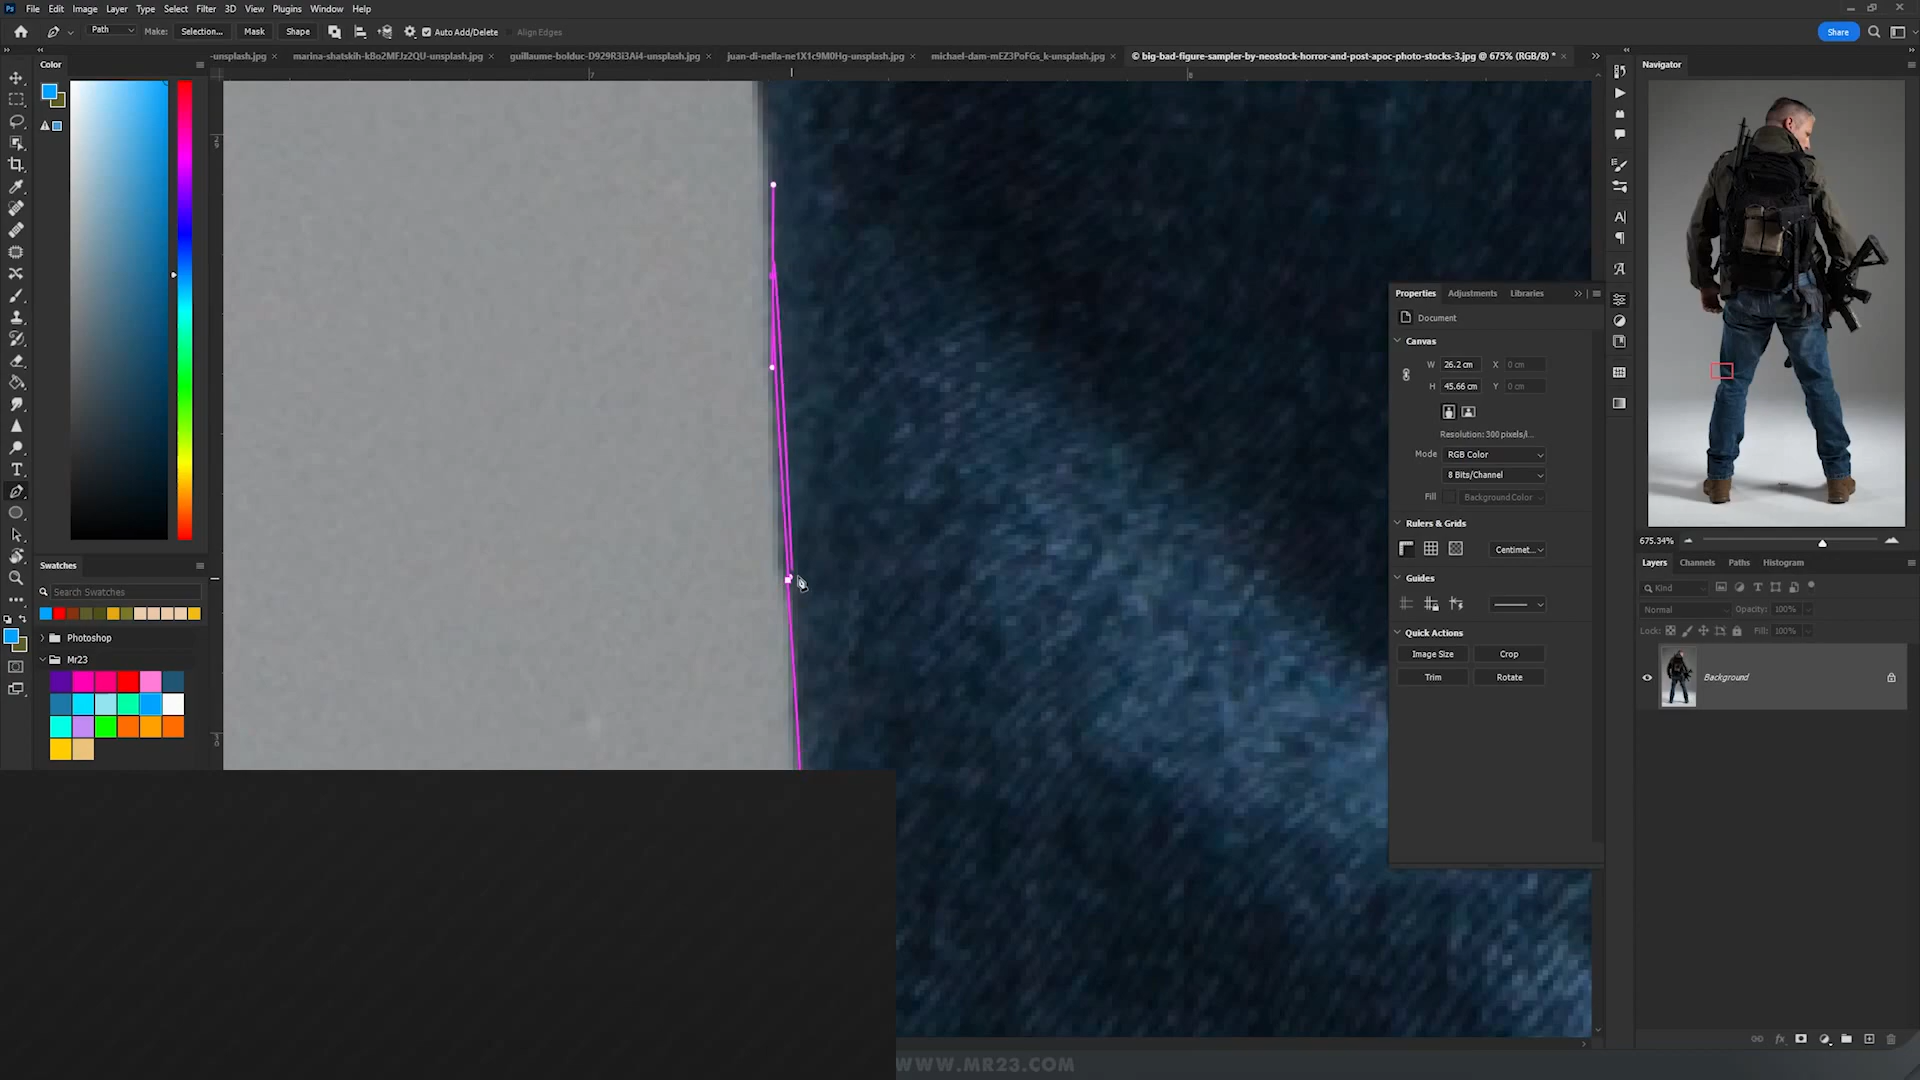 Ps File Edit Image Layer Type Select Filter 3D View Plugins Window Help
Path Make: Selection... Mask Shape Auto Add/Delete Align Edges Share
-unsplash.jpg × marina-shatskih-kBo2MFJz2QU-unsplash.jpg × guillaume-bolduc-D929R3i3Ai4-unsplash.jpg × juan-di-nella-ne1X1c9M0Hg-unsplash.jpg × michael-dam-mEZ3PoFGs_k-unsplash.jpg × © big-bad-figure-sampler-by-neostock-horror-and-post-apoc-photo-stocks-3.jpg @ 675% (RGB/8) * ×
Color
Navigator
7
8
Properties Adjustments Libraries
Document
Canvas
W 26.2 cm X 0 cm
H 45.66 cm Y 0 cm
Resolution: 300 pixels/i...
Mode RGB Color
8 Bits/Channel
Fill Background Color
Rulers & Grids
Centimet...
Guides
Quick Actions
Image Size Crop
Trim Rotate
675.34%
Layers Channels Paths Histogram
Kind
Normal Opacity: 100%
Lock: Fill: 100%
Background
Swatches
Search Swatches
Photoshop
Mr23
WWW.MR23.COM